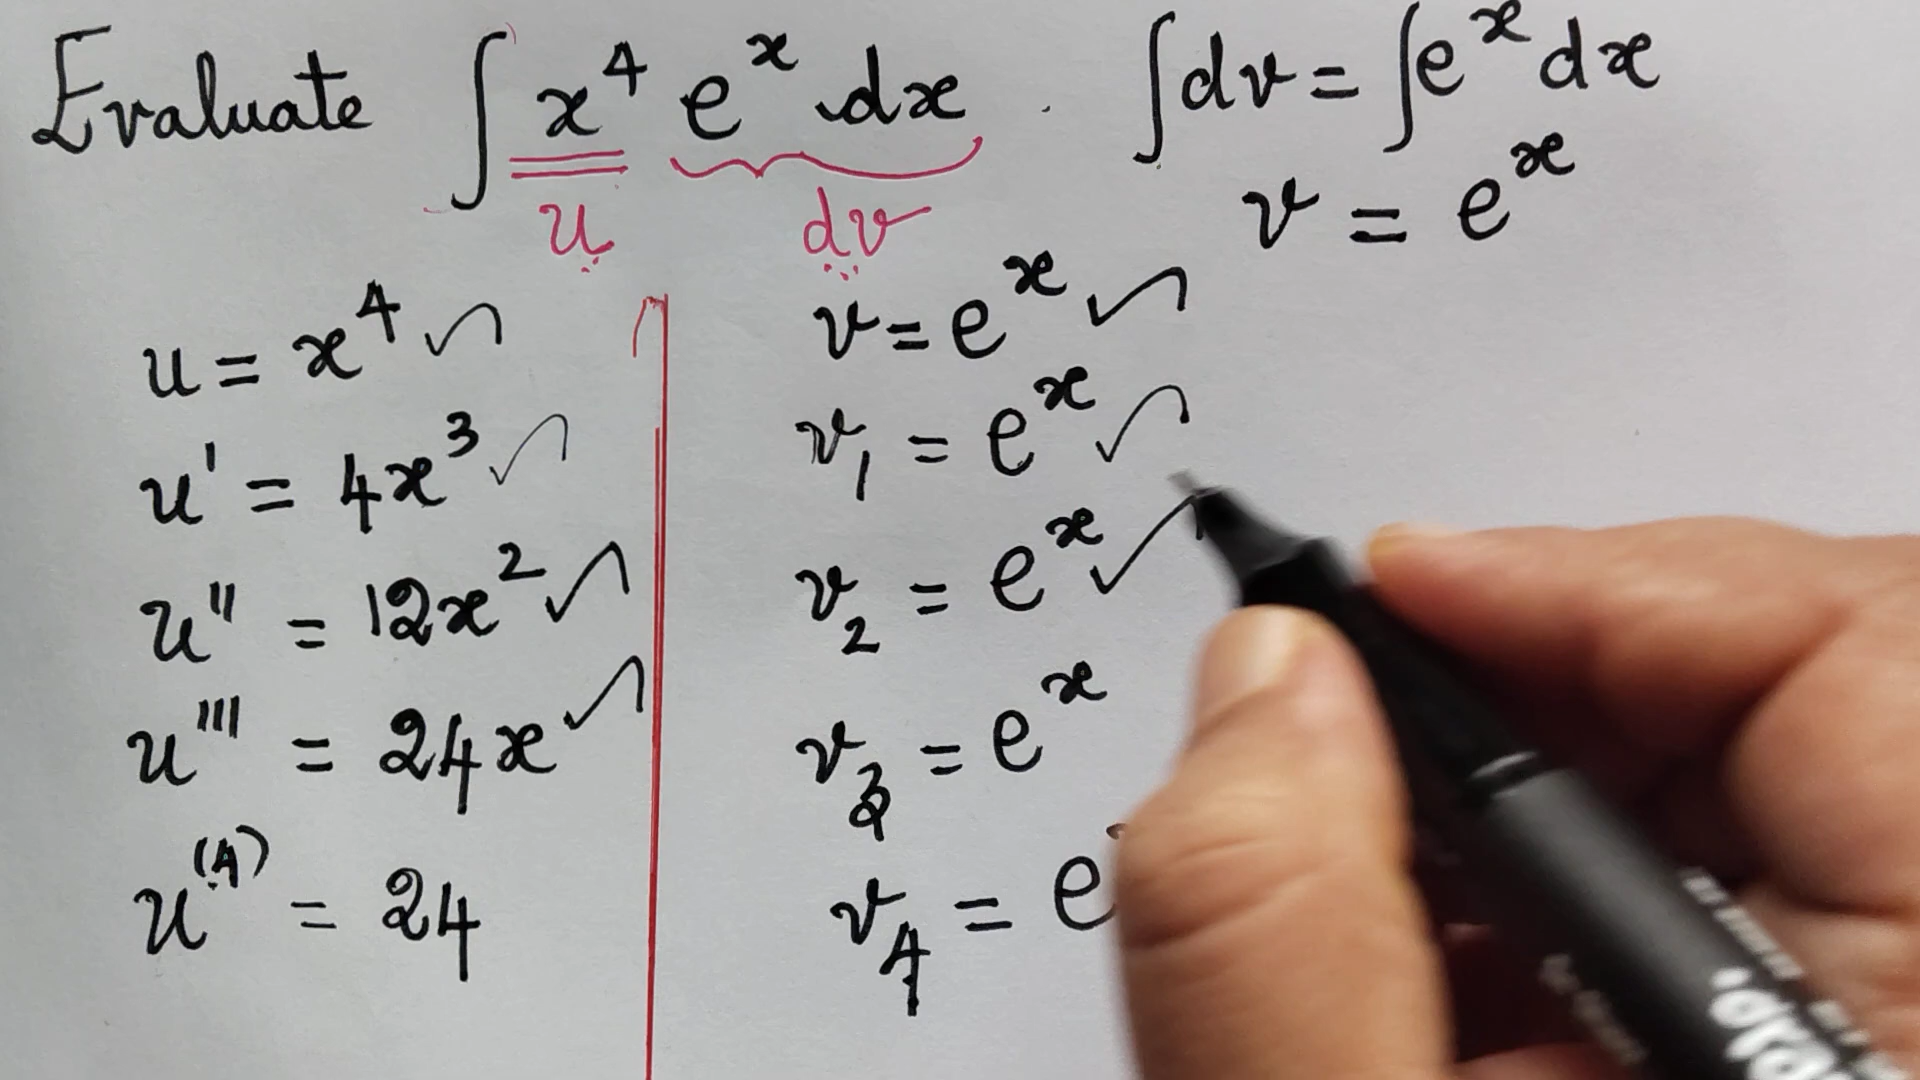 Evaluate ∫ x⁴ eˣ dx .
u dv
∫dv = ∫eˣ dx
v = eˣ
u = x⁴ ✓
u' = 4x³ ✓
u'' = 12x² ✓
u''' = 24x ✓
u⁽⁴⁾ = 24
v = eˣ ✓
v₁ = eˣ ✓
v₂ = eˣ ✓
v₃ = eˣ
v₄ = e